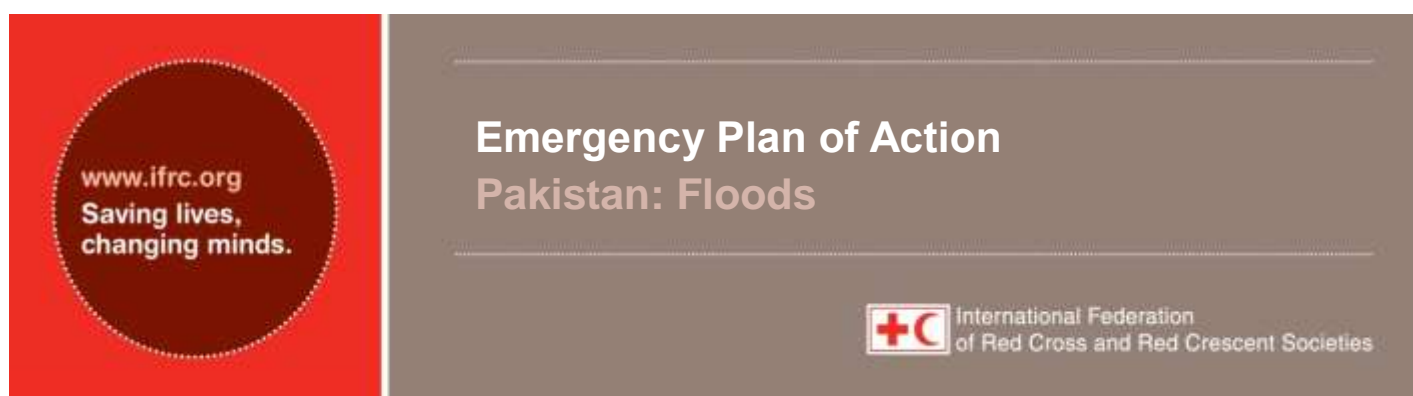 www.ifrc.org
Saving lives,
changing minds.
Emergency Plan of Action
Pakistan: Floods
International Federation
of Red Cross and Red Crescent Societies